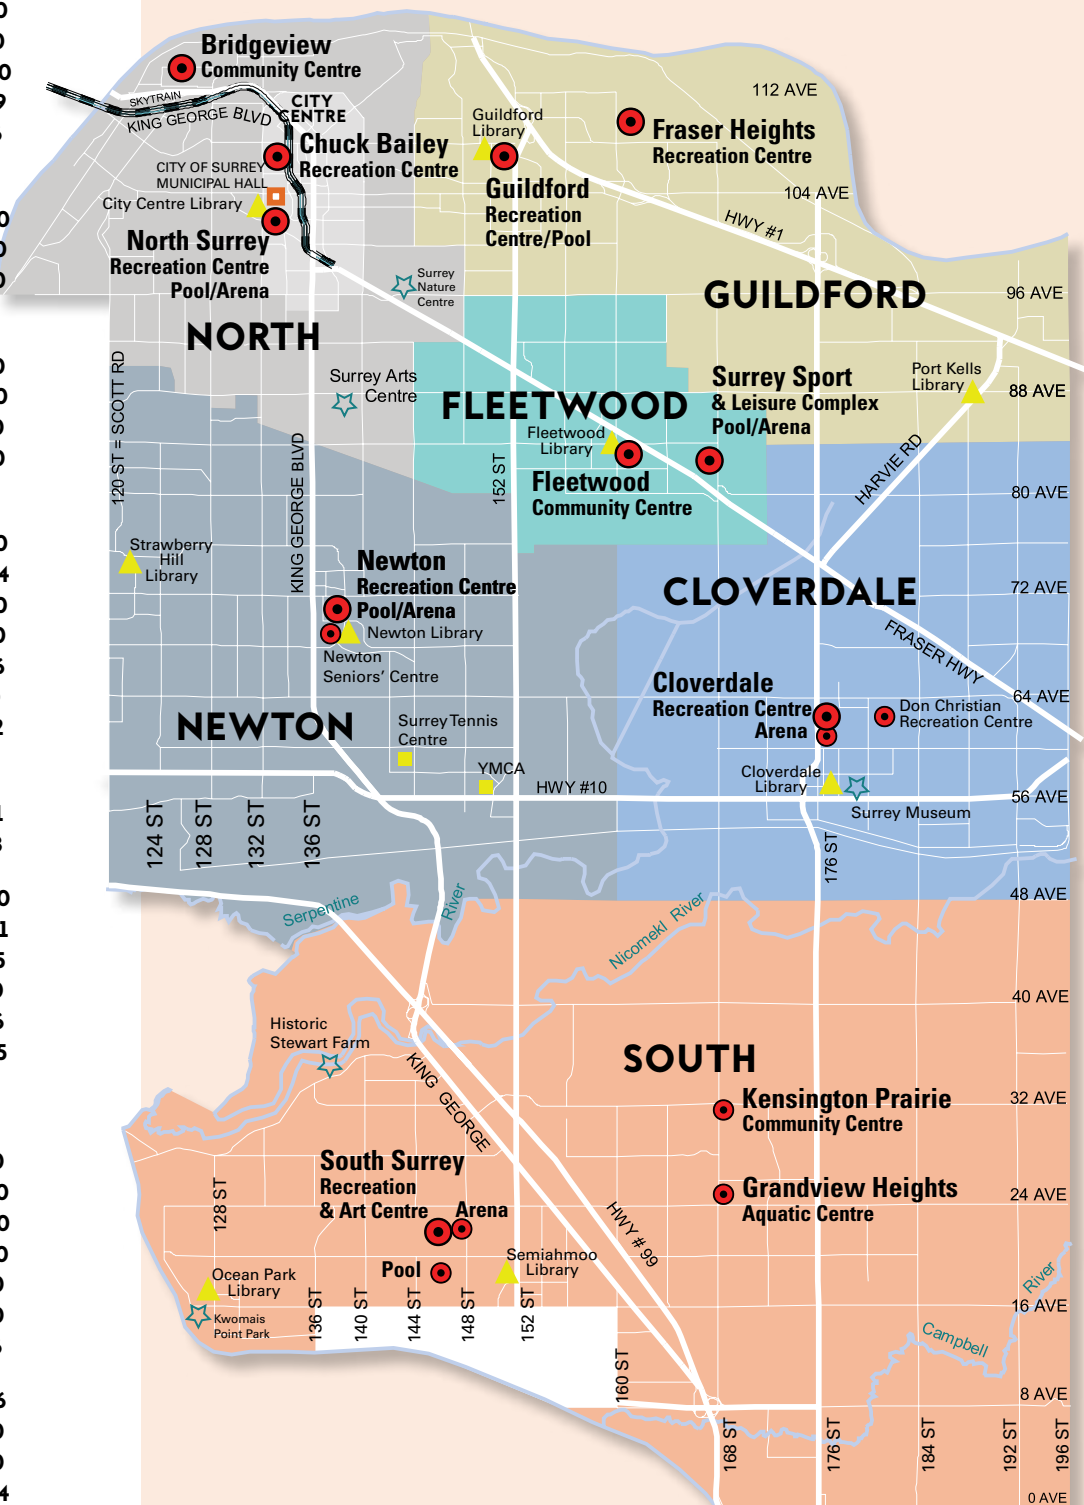 Bridgeview
Community Centre
SKYTRAIN
KING GEORGE BLVD
CITY
CENTRE
Chuck Bailey
Recreation Centre
CITY OF SURREY
MUNICIPAL HALL
City Centre Library
North Surrey
Recreation Centre
Pool/Arena
Guildford
Library
Guildford
Recreation
Centre/Pool
112 AVE
Fraser Heights
Recreation Centre
104 AVE
HWY #1
Surrey
Nature
Centre
GUILDFORD
96 AVE
NORTH
120 ST = SCOTT RD
Surrey Arts
Centre
FLEETWOOD
Surrey Sport
& Leisure Complex
Pool/Arena
Port Kells
Library
88 AVE
Fleetwood
Library
Fleetwood
Community Centre
KING GEORGE BLVD
152 ST
HARVIE RD
80 AVE
Strawberry
Hill
Library
Newton
Recreation Centre
Pool/Arena
Newton Library
Newton
Seniors' Centre
CLOVERDALE
72 AVE
FRASER HWY
64 AVE
Cloverdale
Recreation Centre
Arena
Don Christian
Recreation Centre
NEWTON
Surrey Tennis
Centre
YMCA
HWY #10
Cloverdale
Library
Surrey Museum
56 AVE
124 ST
128 ST
132 ST
136 ST
176 ST
48 AVE
Serpentine
River
Nicomekl River
40 AVE
Historic
Stewart Farm
KING GEORGE
SOUTH
Kensington Prairie
Community Centre
32 AVE
South Surrey
Recreation
& Art Centre
Arena
Pool
128 ST
Grandview Heights
Aquatic Centre
24 AVE
HWY # 99
Semiahmoo
Library
Ocean Park
Library
Kwomais
Point Park
136 ST
140 ST
144 ST
148 ST
152 ST
River
16 AVE
Campbell
160 ST
8 AVE
168 ST
176 ST
184 ST
192 ST
196 ST
0 AVE